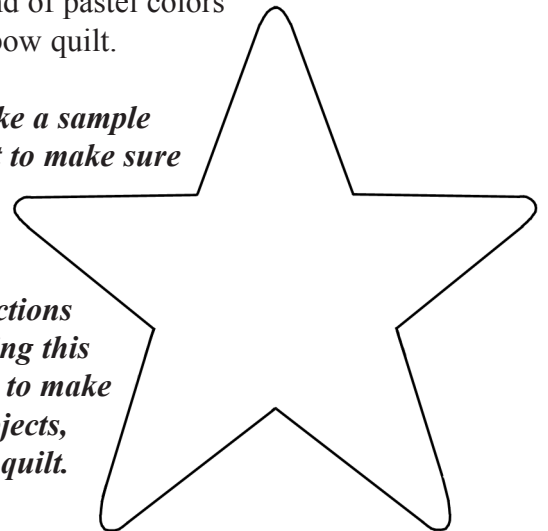 nd of pastel colors
bow quilt.
ke a sample
t to make sure
ctions
ng this
to make
jects,
quilt.